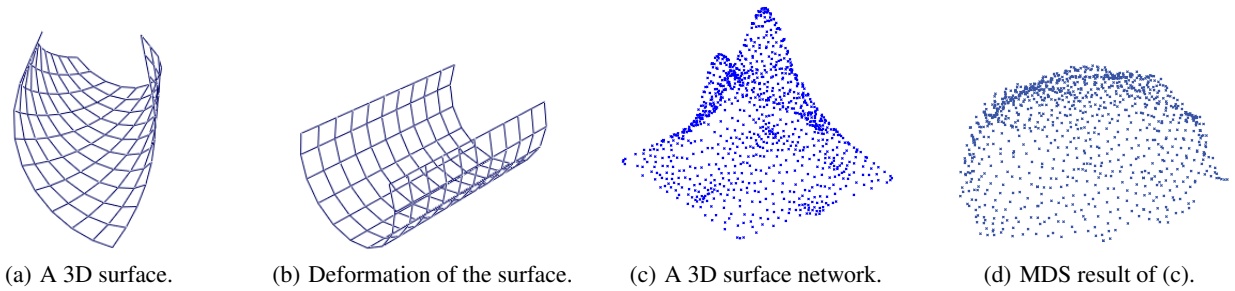 (a) A 3D surface.
(b) Deformation of the surface.
(c) A 3D surface network.
(d) MDS result of (c).